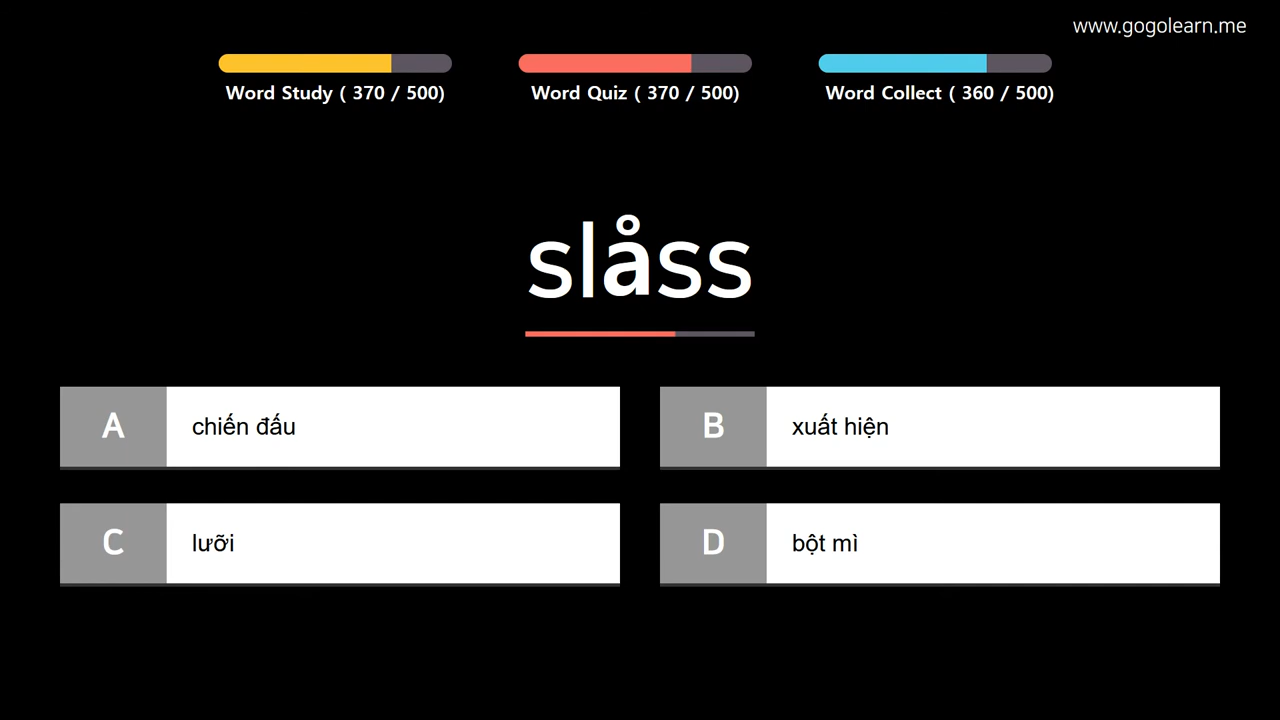 www.gogolearn.me
Word Study ( 370 / 500)
Word Quiz ( 370 / 500)
Word Collect ( 360 / 500)
slåss
A chiến đấu
B xuất hiện
C lưỡi
D bột mì